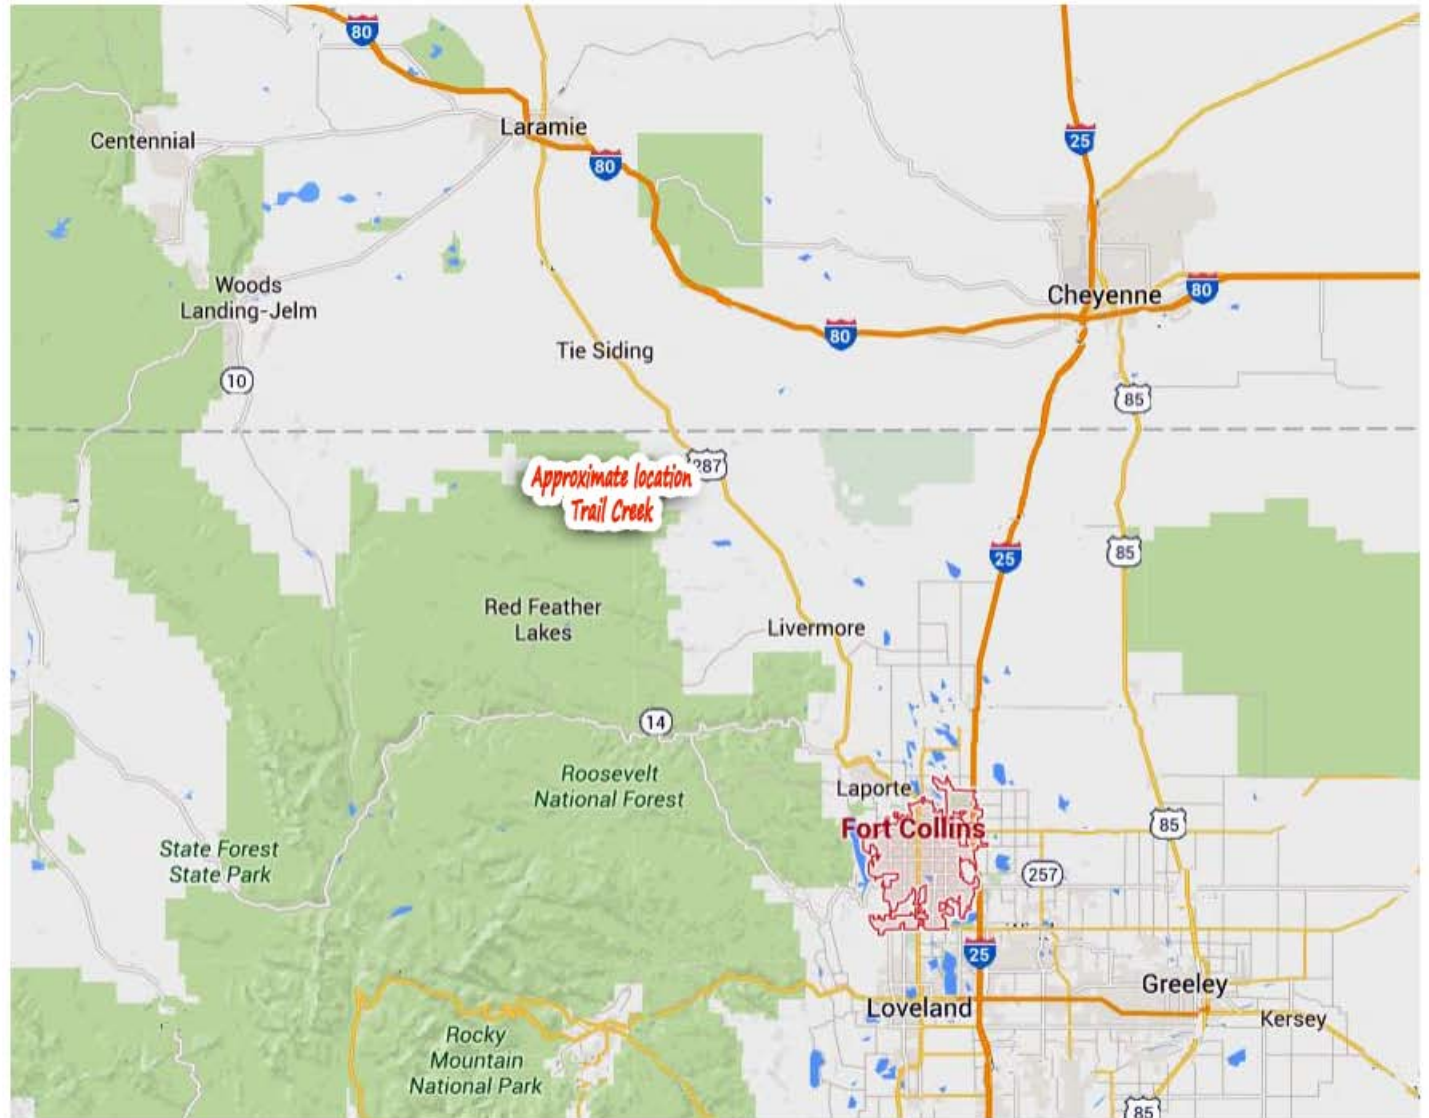 80
25
Centennial
Laramie
80
Woods
Landing-Jelm
Cheyenne
80
80
Tie Siding
10
85
287
Approximate location
Trail Creek
25
85
Red Feather
Lakes
Livermore
14
Roosevelt
National Forest
Laporte
Fort Collins
85
State Forest
State Park
257
25
Greeley
Loveland
Kersey
Rocky
Mountain
National Park
85